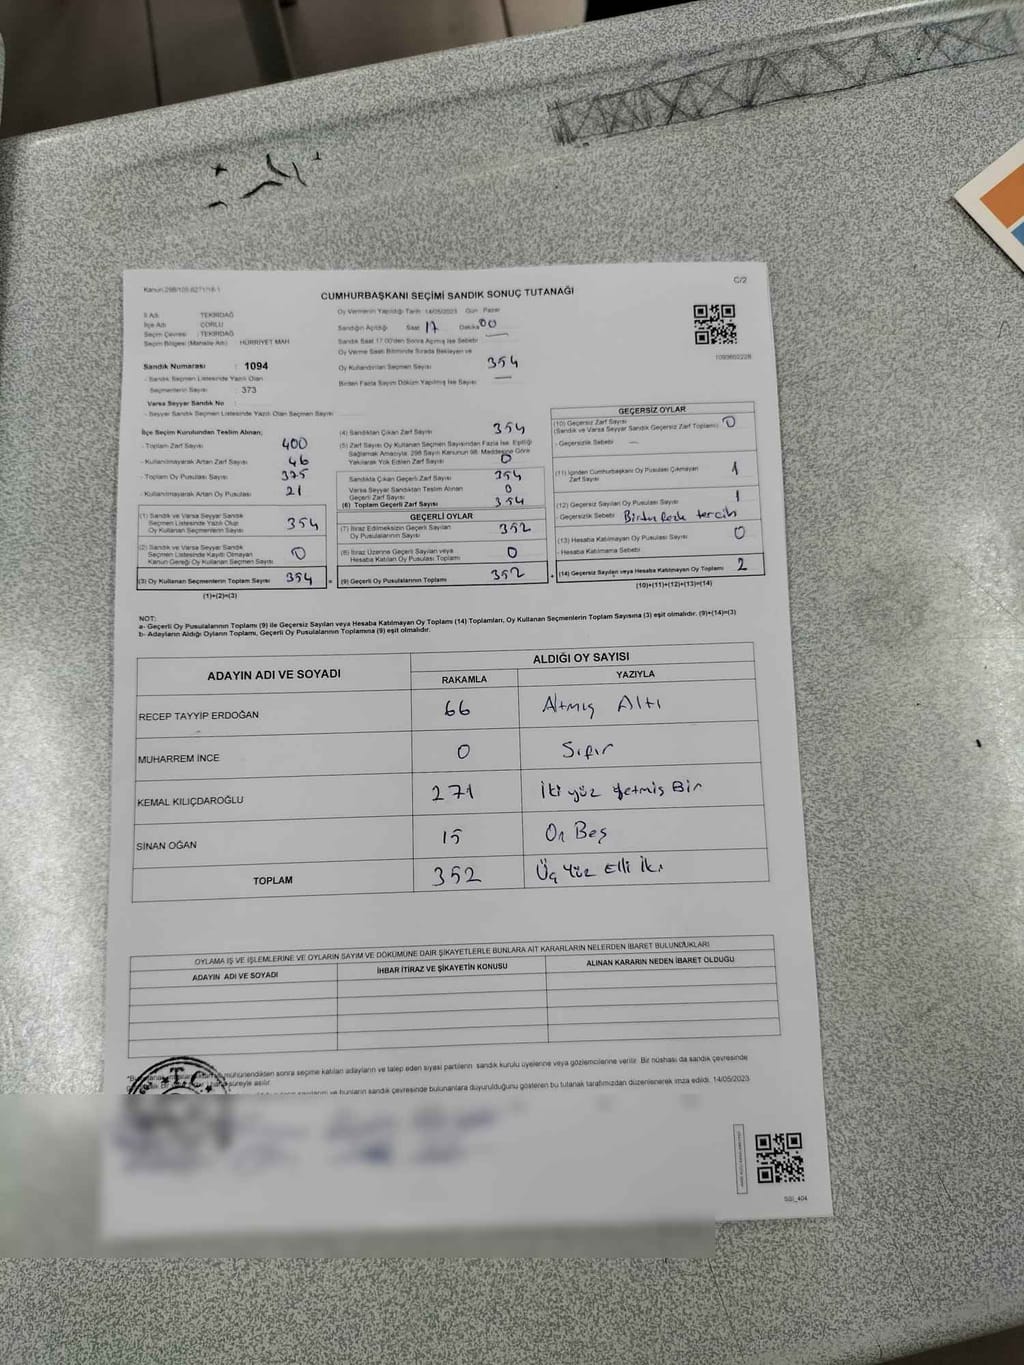 C/2
Kanun:298/105-6271/16-1
CUMHURBAŞKANI SEÇİMİ SANDIK SONUÇ TUTANAĞI
İl Adı : TEKİRDAĞ
İlçe Adı : ÇORLU
Seçim Çevresi : TEKİRDAĞ
Seçim Bölgesi (Mahalle Adı) : HÜRRİYET MAH
Sandık Numarası : 1094
- Sandık Seçmen Listesinde Yazılı Olan
Seçmenlerin Sayısı : 373
Varsa Seyyar Sandık No :
- Seyyar Sandık Seçmen Listesinde Yazılı Olan Seçmen Sayısı :
Oy Vermenin Yapıldığı Tarih: 14/05/2023 Gün: Pazar
Sandığın Açıldığı Saat 17 Dakika 00
Sandık Saat 17.00'den Sonra Açılmış İse Sebebi
Oy Verme Saati Bitiminde Sırada Bekleyen ve
Oy Kullandırılan Seçmen Sayısı 354
Birden Fazla Sayım Döküm Yapılmış İse Sayısı —
1093602228
İlçe Seçim Kurulundan Teslim Alınan;
- Toplam Zarf Sayısı 400
- Kullanılmayarak Artan Zarf Sayısı 46
- Toplam Oy Pusulası Sayısı 375
- Kullanılmayarak Artan Oy Pusulası 21
(1) Sandık ve Varsa Seyyar Sandık
Seçmen Listesinde Yazılı Olup
Oy Kullanan Seçmenlerin Sayısı 354
(2) Sandık ve Varsa Seyyar Sandık
Seçmen Listesinde Kayıtlı Olmayan
Kanun Gereği Oy Kullanan Seçmen Sayısı 0
(3) Oy Kullanan Seçmenlerin Toplam Sayısı 354
(1)+(2)=(3)
(4) Sandıktan Çıkan Zarf Sayısı 354
(5) Zarf Sayısı Oy Kullanan Seçmen Sayısından Fazla İse, Eşitliği
Sağlamak Amacıyla, 298 Sayılı Kanunun 98. Maddesine Göre
Yakılarak Yok Edilen Zarf Sayısı 0
Sandıkta Çıkan Geçerli Zarf Sayısı 354
Varsa Seyyar Sandıktan Teslim Alınan
Geçerli Zarf Sayısı 0
(6) Toplam Geçerli Zarf Sayısı 354
GEÇERLİ OYLAR
(7) İtiraz Edilmeksizin Geçerli Sayılan
Oy Pusulalarının Sayısı 352
(8) İtiraz Üzerine Geçerli Sayılan veya
Hesaba Katılan Oy Pusulası Toplamı 0
(9) Geçerli Oy Pusulalarının Toplamı 352
GEÇERSİZ OYLAR
(10) Geçersiz Zarf Sayısı
(Sandık ve Varsa Seyyar Sandık Geçersiz Zarf Toplamı) 0
- Geçersizlik Sebebi —
(11) İçinden Cumhurbaşkanı Oy Pusulası Çıkmayan
Zarf Sayısı 1
(12) Geçersiz Sayılan Oy Pusulası Sayısı 1
- Geçersizlik Sebebi Birden fazla tercih
(13) Hesaba Katılmayan Oy Pusulası Sayısı 0
- Hesaba Katılmama Sebebi
(14) Geçersiz Sayılan veya Hesaba Katılmayan Oy Toplamı 2
(10)+(11)+(12)+(13)=(14)
NOT:
a- Geçerli Oy Pusulalarının Toplamı (9) ile Geçersiz Sayılan veya Hesaba Katılmayan Oy Toplamı (14) Toplamları, Oy Kullanan Seçmenlerin Toplam Sayısına (3) eşit olmalıdır. (9)+(14)=(3)
b- Adayların Aldığı Oyların Toplamı, Geçerli Oy Pusulalarının Toplamına (9) eşit olmalıdır.
ADAYIN ADI VE SOYADI ALDIĞI OY SAYISI
RAKAMLA YAZIYLA
RECEP TAYYİP ERDOĞAN 66 Altmış Altı
MUHARREM İNCE 0 Sıfır
KEMAL KILIÇDAROĞLU 271 İki yüz Yetmiş Bir
SİNAN OĞAN 15 On Beş
TOPLAM 352 Üç Yüz Elli İki
OYLAMA İŞ VE İŞLEMLERİNE VE OYLARIN SAYIM VE DÖKÜMÜNE DAİR ŞİKAYETLERLE BUNLARA AİT KARARLARIN NELERDEN İBARET BULUNDUKLARI
ADAYIN ADI VE SOYADI İHBAR İTİRAZ VE ŞİKAYETİN KONUSU ALINAN KARARIN NEDEN İBARET OLDUĞU
mühürlendikten sonra seçime katılan adayların ve talep eden siyasi partilerin sandık kurulu üyelerine veya gözlemcilerine verilir. Bir nüshası da sandık çevresinde
süreyle asılır.
ve bunların sandık çevresinde bulunanlara duyurulduğunu gösteren bu tutanak tarafımızdan düzenlenerek imza edildi. 14/05/2023
T.C.
SGI_404